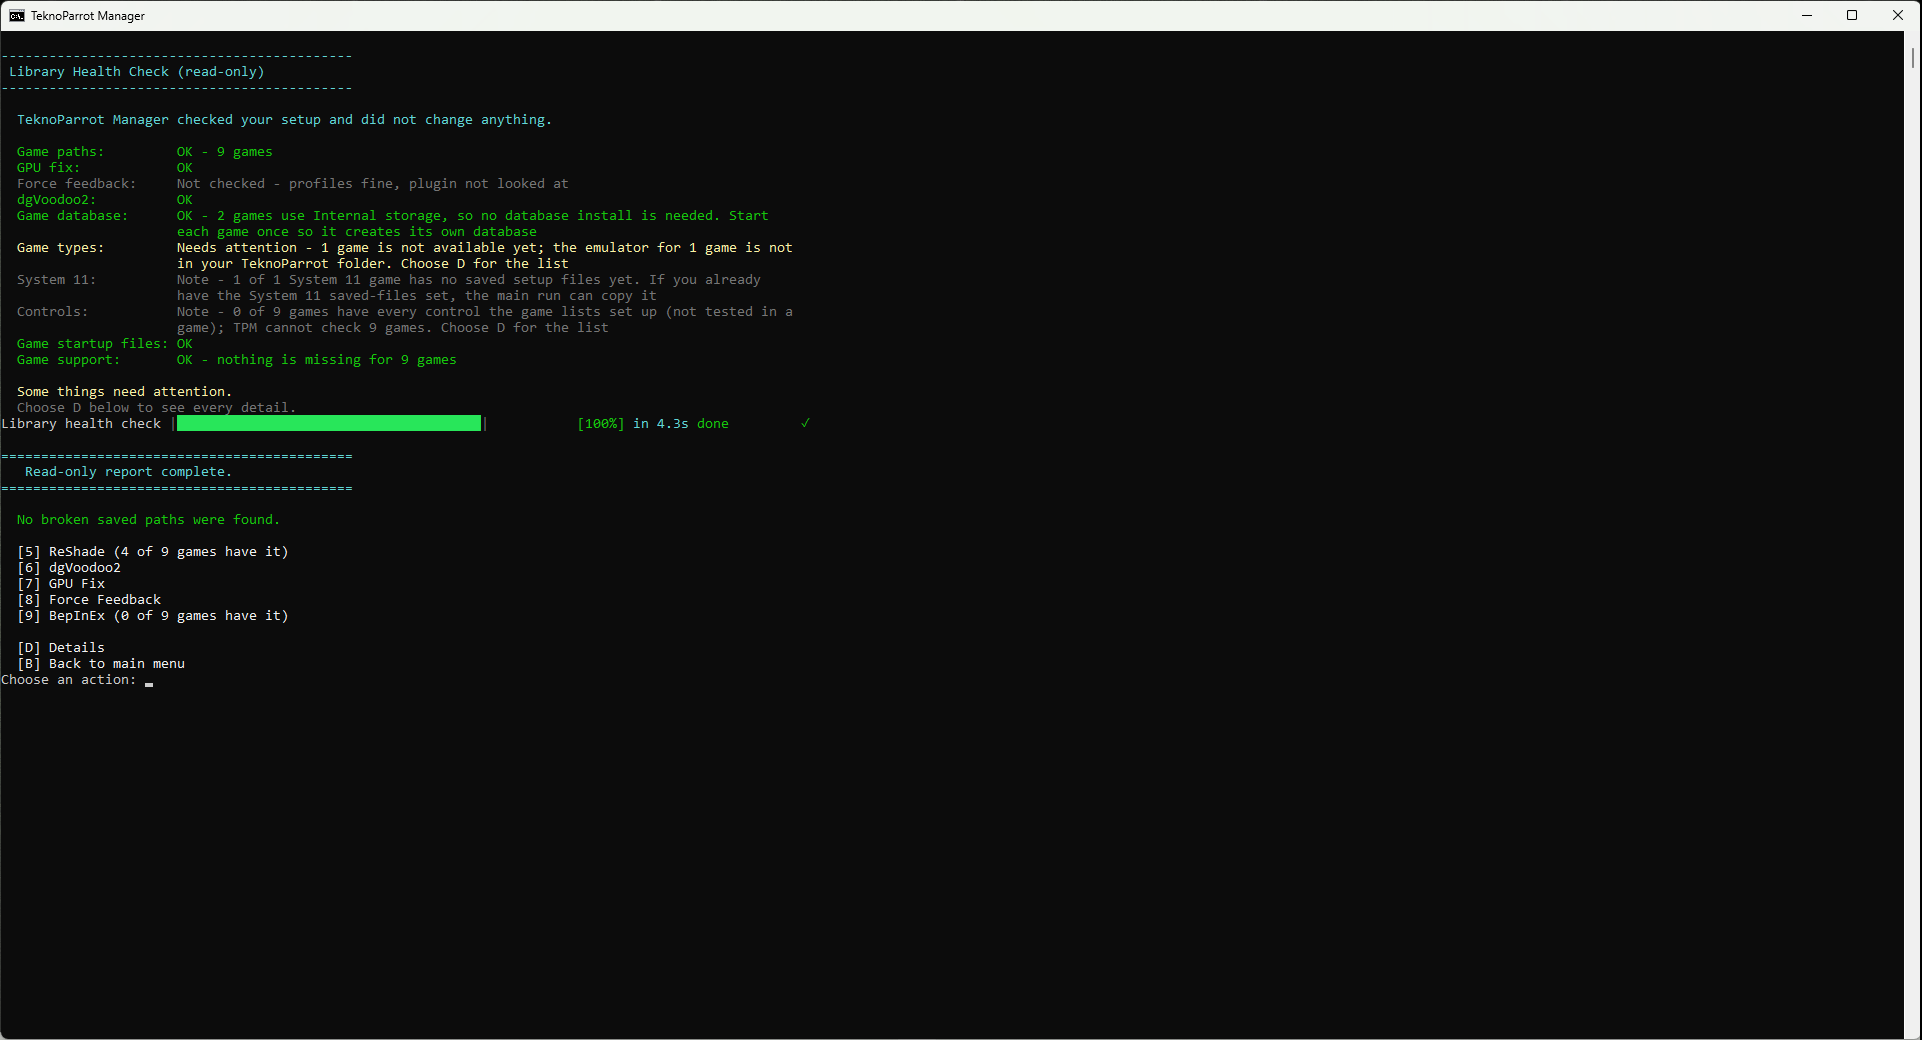 TeknoParrot Manager
-------------------------------------------
Library Health Check (read-only)
-------------------------------------------
TeknoParrot Manager checked your setup and did not change anything.
Game paths: OK - 9 games
GPU fix: OK
Force feedback: Not checked - profiles fine, plugin not looked at
dgVoodoo2: OK
Game database: OK - 2 games use Internal storage, so no database install is needed. Start
each game once so it creates its own database
Game types: Needs attention - 1 game is not available yet; the emulator for 1 game is not
in your TeknoParrot folder. Choose D for the list
System 11: Note - 1 of 1 System 11 game has no saved setup files yet. If you already
have the System 11 saved-files set, the main run can copy it
Controls: Note - 0 of 9 games have every control the game lists set up (not tested in a
game); TPM cannot check 9 games. Choose D for the list
Game startup files: OK
Game support: OK - nothing is missing for 9 games
Some things need attention.
Choose D below to see every detail.
Library health check | | [100%] in 4.3s done ✓
============================================
Read-only report complete.
============================================
No broken saved paths were found.
[5] ReShade (4 of 9 games have it)
[6] dgVoodoo2
[7] GPU Fix
[8] Force Feedback
[9] BepInEx (0 of 9 games have it)
[D] Details
[B] Back to main menu
Choose an action: _